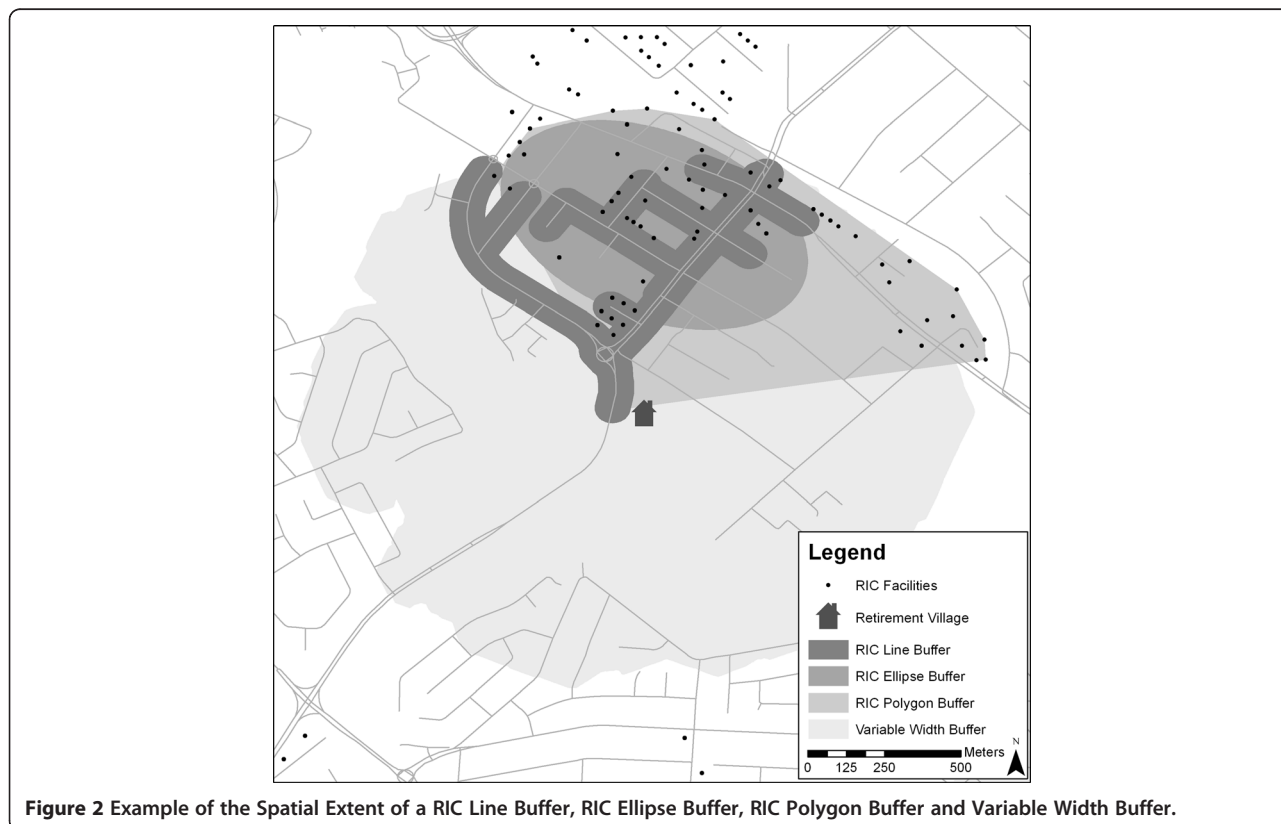 Legend
RIC Facilities
Retirement Village
RIC Line Buffer
RIC Ellipse Buffer
RIC Polygon Buffer
Variable Width Buffer
N
Meters
0 125 250 500
Figure 2 Example of the Spatial Extent of a RIC Line Buffer, RIC Ellipse Buffer, RIC Polygon Buffer and Variable Width Buffer.